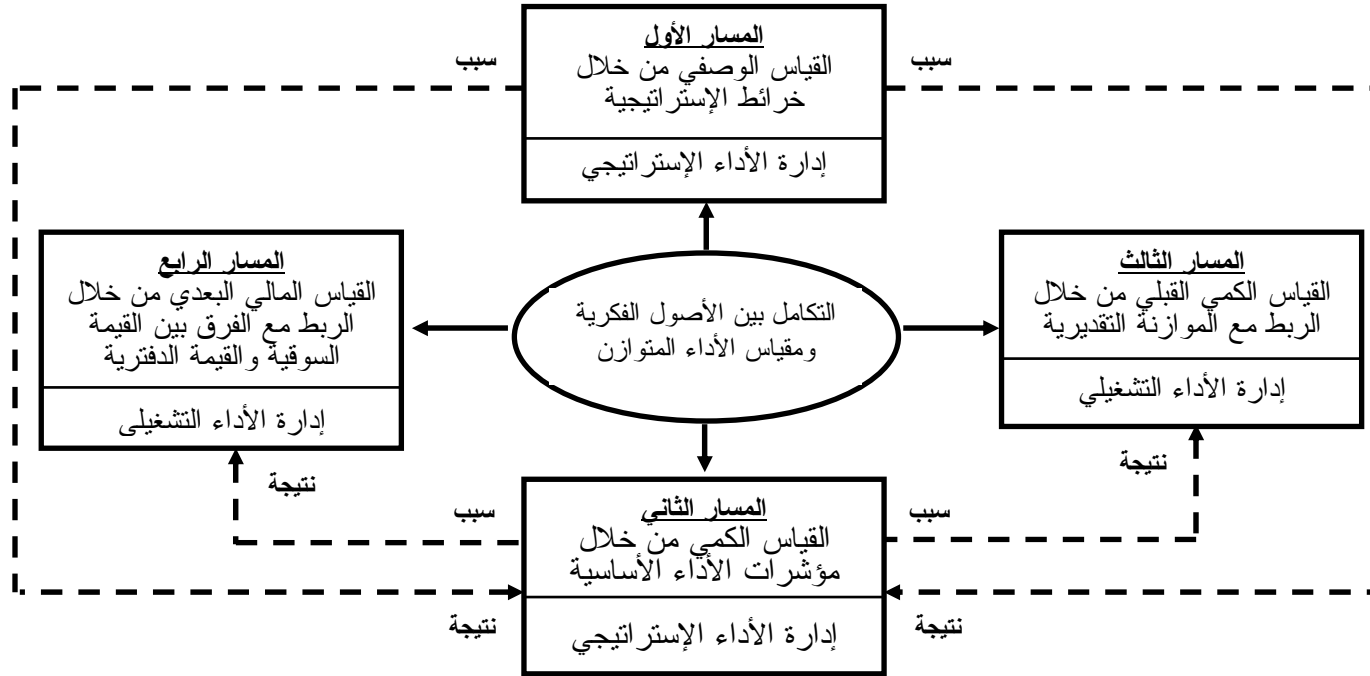 المسار الأول
القياس الوصفي من خلال
خرائط الإستراتيجية
إدارة الأداء الإستراتيجي
سبب
سبب
المسار الثالث
القياس الكمي القبلي من خلال
الربط مع الموازنة التقديرية
إدارة الأداء التشغيلي
التكامل بين الأصول الفكرية
ومقياس الأداء المتوازن
المسار الرابع
القياس المالي البعدي من خلال
الربط مع الفرق بين القيمة
السوقية والقيمة الدفترية
إدارة الأداء التشغيلى
نتيجة
نتيجة
سبب
سبب
المسار الثاني
القياس الكمي من خلال
مؤشرات الأداء الأساسية
إدارة الأداء الإستراتيجي
نتيجة
نتيجة